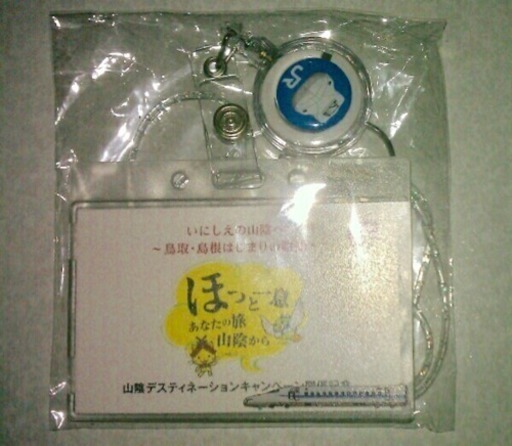 JR
いにしえの山陰
~鳥取・島根はじまりの
ほっと一息
あなたの旅
山陰から
山陰デスティネーションキャンペーン